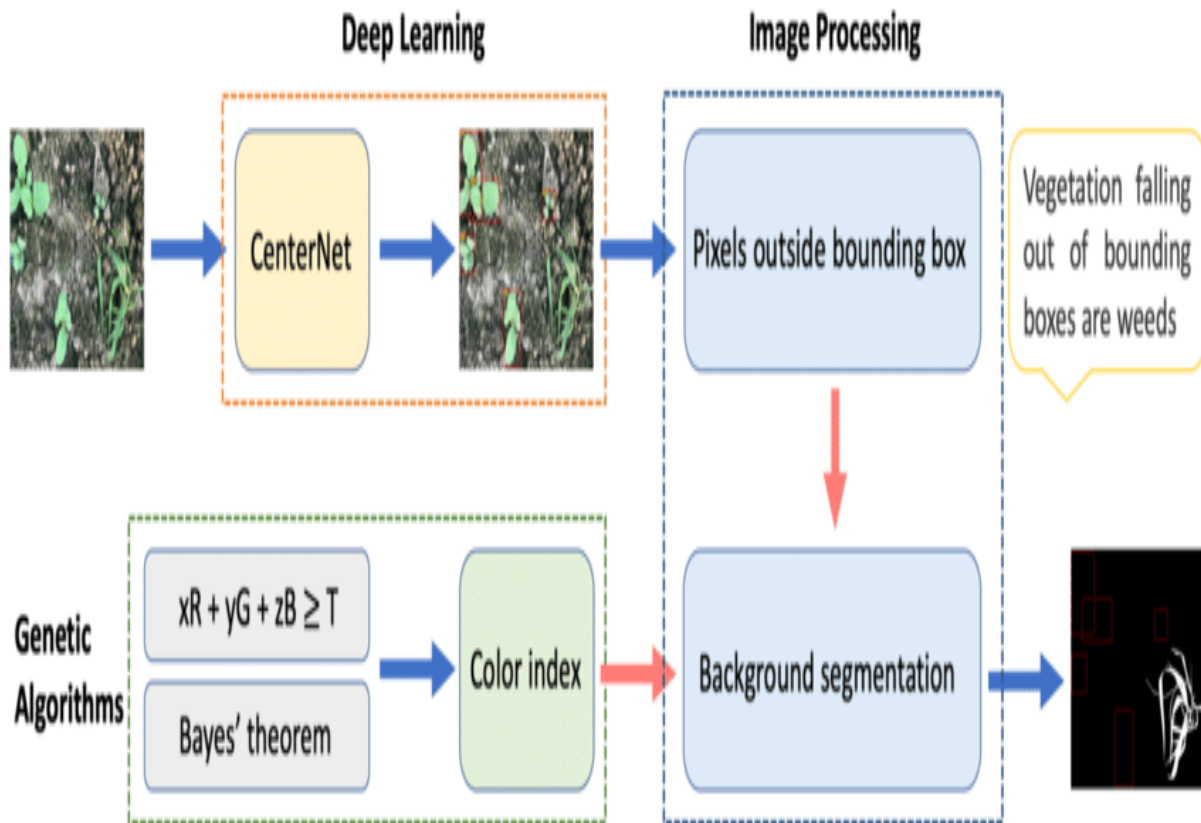 Deep Learning
Image Processing
CenterNet
Pixels outside bounding box
Vegetation falling
out of bounding
boxes are weeds
Genetic
Algorithms
xR + yG + zB ≥ T
Bayes' theorem
Color index
Background segmentation